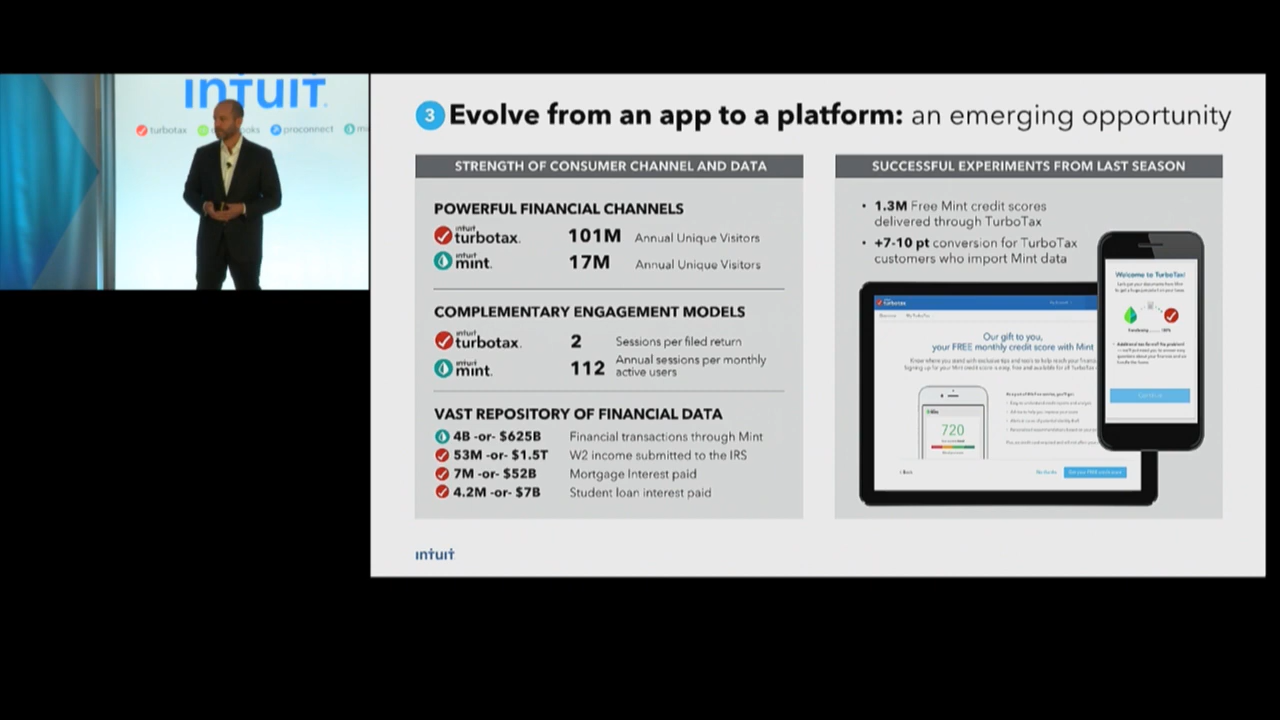 intuit.
turbotax
proconnect
3 Evolve from an app to a platform: an emerging opportunity
STRENGTH OF CONSUMER CHANNEL AND DATA
POWERFUL FINANCIAL CHANNELS
intuit turbotax. 101M Annual Unique Visitors
intuit mint. 17M Annual Unique Visitors
COMPLEMENTARY ENGAGEMENT MODELS
intuit turbotax. 2 Sessions per filed return
intuit mint. 112 Annual sessions per monthly
active users
VAST REPOSITORY OF FINANCIAL DATA
4B -or- $625B Financial transactions through Mint
53M -or- $1.5T W2 income submitted to the IRS
7M -or- $52B Mortgage Interest paid
4.2M -or- $7B Student loan interest paid
SUCCESSFUL EXPERIMENTS FROM LAST SEASON
• 1.3M Free Mint credit scores
delivered through TurboTax
• +7-10 pt conversion for TurboTax
customers who import Mint data
Welcome to TurboTax!
turbotax
Our gift to you,
your FREE monthly credit score with Mint
720
intuit